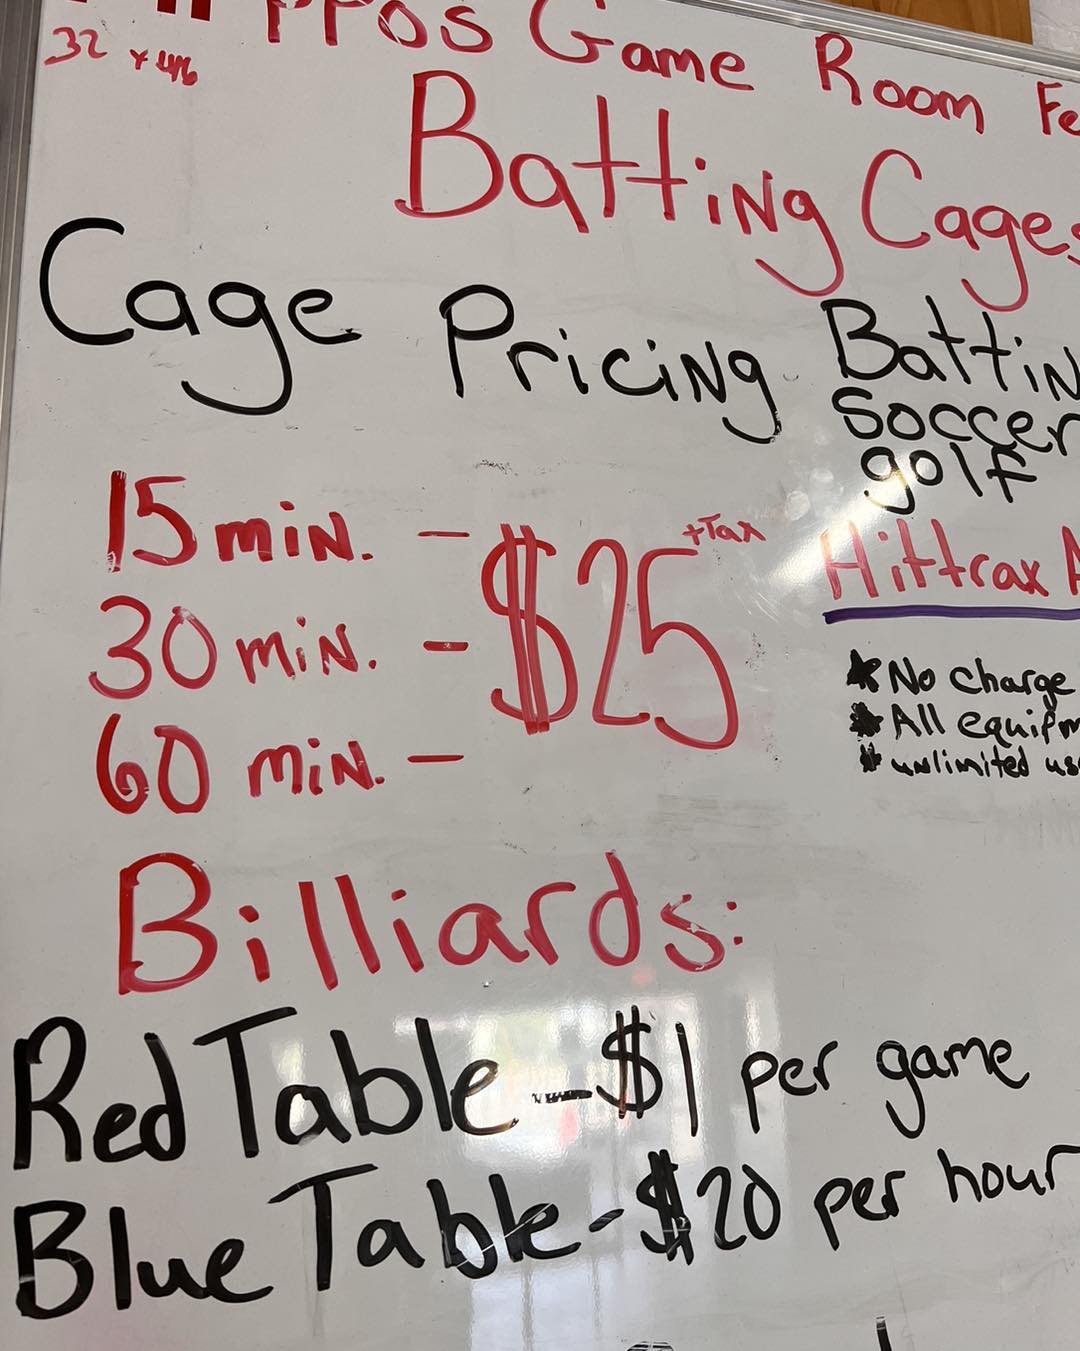 Game Room
32 x 46
Batting Cages
Cage Pricing
Batting
soccer
golf
15 min. -
30 min. - $25 +Tax
60 min. -
Hittrax
* No charge
* All
* unlimited
Billiards:
Red Table - $1 per game
Blue Table - $20 per hour